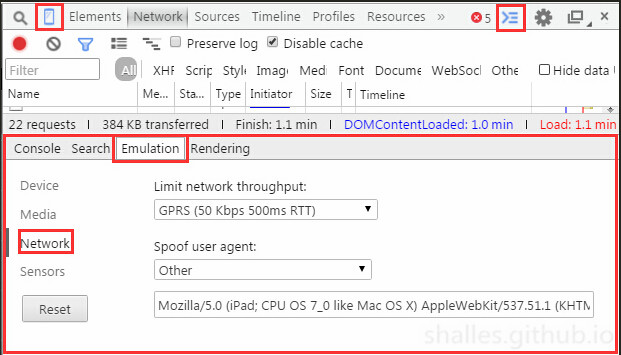 Elements Network Sources Timeline Profiles Resources » 5
Preserve log Disable cache
Filter All XHF Scrip Style Imag Medi Font Docume WebSock Othe Hide data
Name Me... Sta... Type Initiator Size T Timeline
22 requests | 384 KB transferred | Finish: 1.1 min | DOMContentLoaded: 1.0 min | Load: 1.1 min
Console Search Emulation Rendering
Device
Limit network throughput:
Media
GPRS (50 Kbps 500ms RTT)
Network
Spoof user agent:
Sensors
Other
Reset
Mozilla/5.0 (iPad; CPU OS 7_0 like Mac OS X) AppleWebKit/537.51.1 (KHTM
shalles.github.io